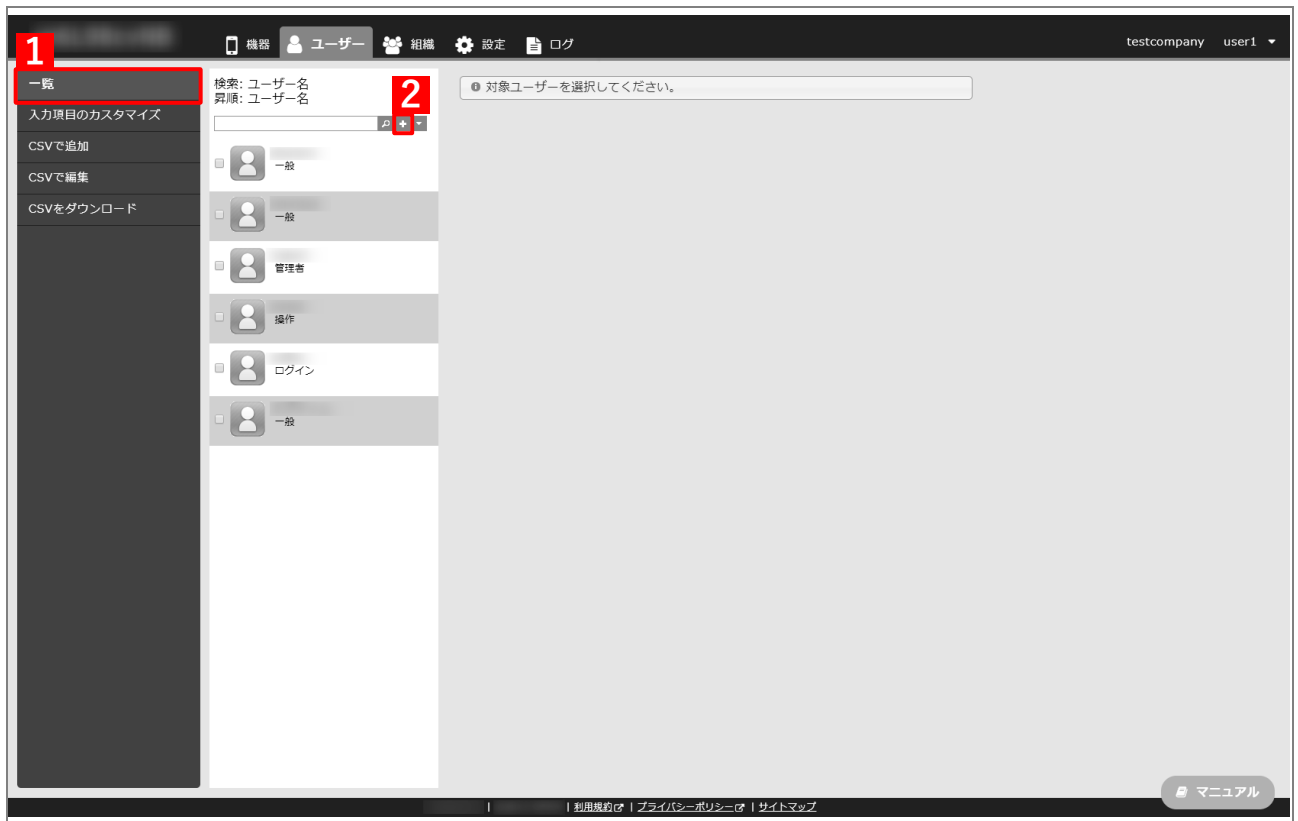 機器 ユーザー 組織 設定 ログ testcompany user1
1
一覧
入力項目のカスタマイズ
CSVで追加
CSVで編集
CSVをダウンロード
検索: ユーザー名
昇順: ユーザー名
2
一般
一般
管理者
操作
ログイン
一般
対象ユーザーを選択してください。
マニュアル
| | 利用規約 | プライバシーポリシー | サイトマップ